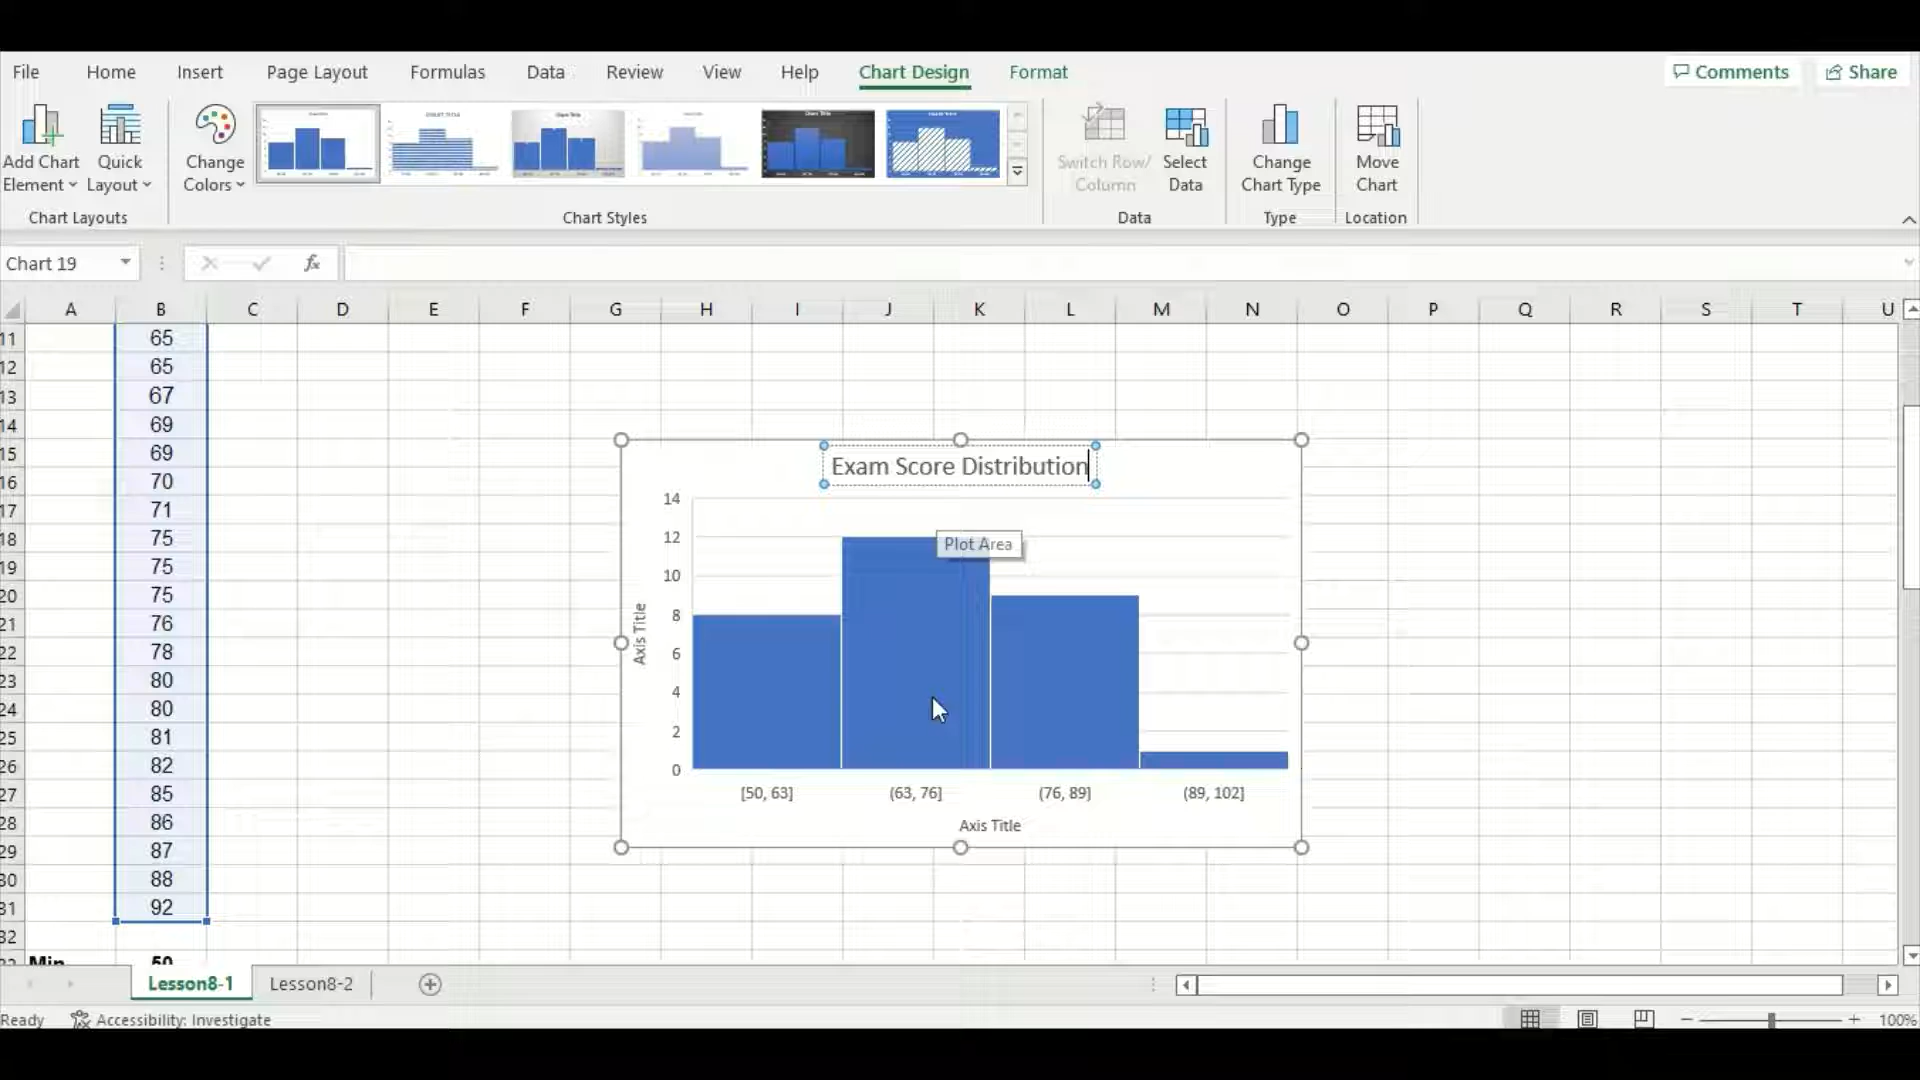 File Home Insert Page Layout Formulas Data Review View Help Chart Design Format Comments Share
Add Chart Element
Quick Layout
Change Colors
Switch Row/ Column
Select Data
Change Chart Type
Move Chart
Chart Layouts Chart Styles Data Type Location
Chart 19 fx
A B C D E F G H I J K L M N O P Q R S T U
11 65
12 65
13 67
14 69
15 69
16 70
17 71
18 75
19 75
20 75
21 76
22 78
23 80
24 80
25 81
26 82
27 85
28 86
29 87
30 88
31 92
32
Min 50
Exam Score Distribution
Plot Area
14
12
10
8
6
4
2
0
Axis Title
[50, 63] (63, 76] (76, 89] (89, 102]
Axis Title
Lesson8-1 Lesson8-2
Ready Accessibility: Investigate 100%